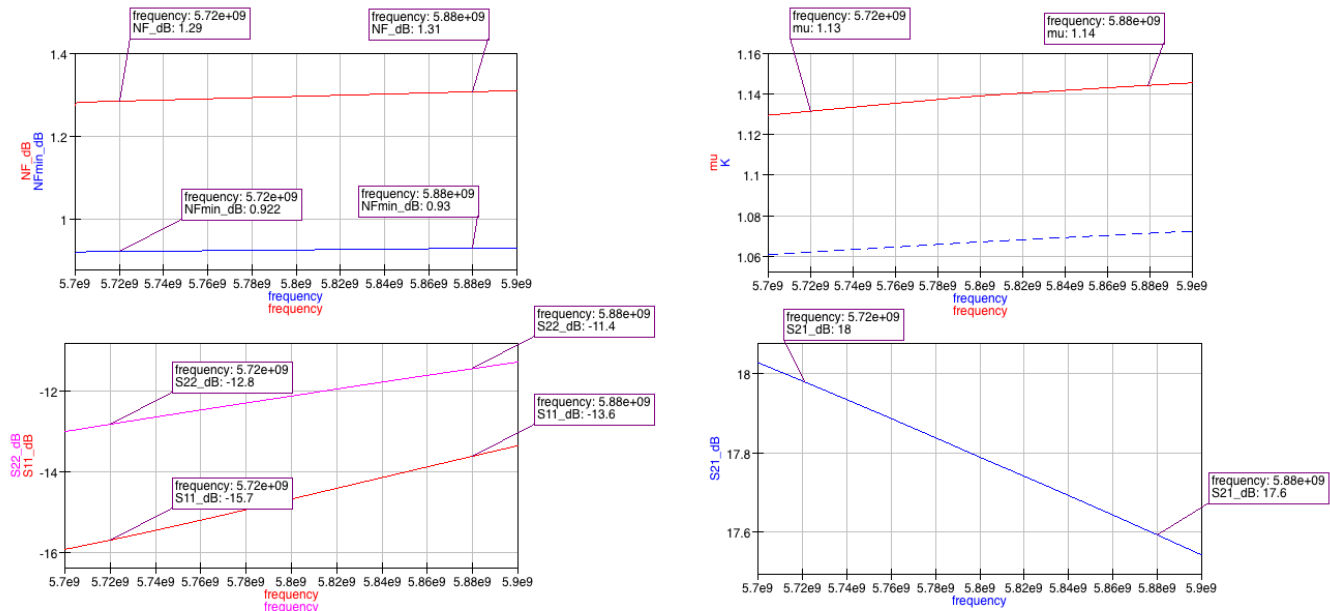 frequency: 5.72e+09
NF_dB: 1.29
frequency: 5.88e+09
NF_dB: 1.31
1.4
1.2
1
NF_dB
NFmin_dB
frequency: 5.72e+09
NFmin_dB: 0.922
frequency: 5.88e+09
NFmin_dB: 0.93
5.7e9 5.72e9 5.74e9 5.76e9 5.78e9 5.8e9 5.82e9 5.84e9 5.86e9 5.88e9 5.9e9
frequency
frequency
frequency: 5.72e+09
mu: 1.13
frequency: 5.88e+09
mu: 1.14
1.16
1.14
1.12
1.1
1.08
1.06
mu
K
5.7e9 5.72e9 5.74e9 5.76e9 5.78e9 5.8e9 5.82e9 5.84e9 5.86e9 5.88e9 5.9e9
frequency
frequency
frequency: 5.88e+09
S22_dB: -11.4
frequency: 5.72e+09
S22_dB: -12.8
frequency: 5.88e+09
S11_dB: -13.6
frequency: 5.72e+09
S11_dB: -15.7
-12
-14
-16
S22_dB
S11_dB
5.7e9 5.72e9 5.74e9 5.76e9 5.78e9 5.8e9 5.82e9 5.84e9 5.86e9 5.88e9 5.9e9
frequency
frequency
frequency: 5.72e+09
S21_dB: 18
18
17.8
17.6
S21_dB
frequency: 5.88e+09
S21_dB: 17.6
5.7e9 5.72e9 5.74e9 5.76e9 5.78e9 5.8e9 5.82e9 5.84e9 5.86e9 5.88e9 5.9e9
frequency